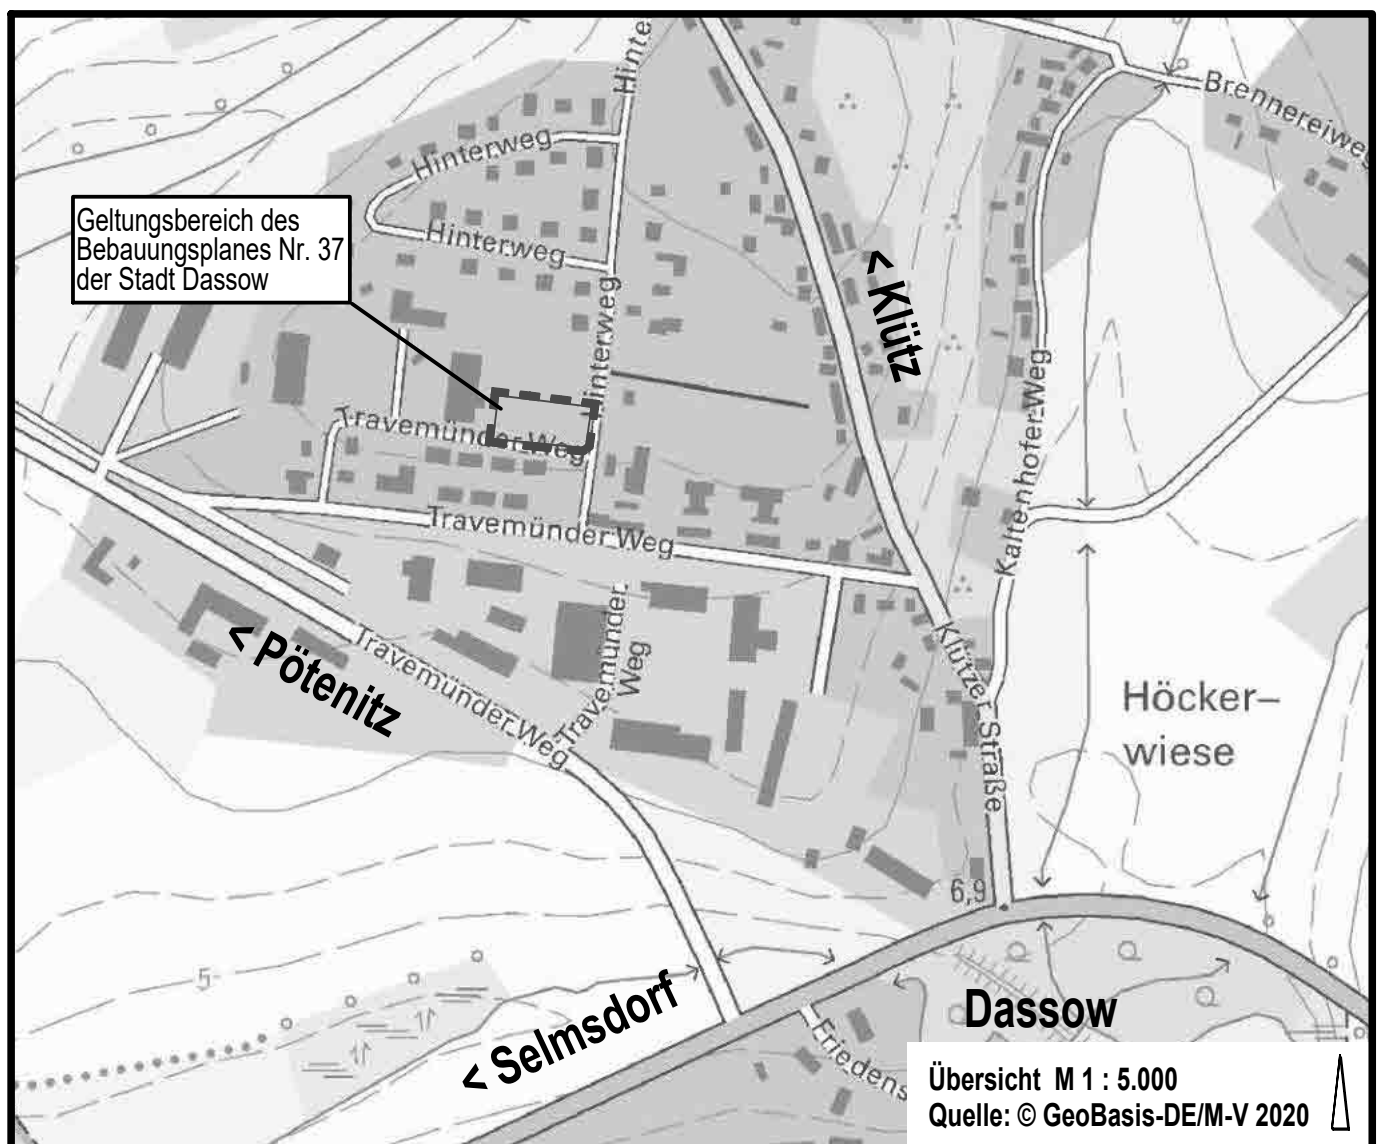 Hinte
Brennereiweg
Hinterweg
Geltungsbereich des
Bebauungsplanes Nr. 37
der Stadt Dassow
Hinterweg
Hinterweg
< Klütz
Kaltenhofer Weg
Travemünder Weg
Travemünder Weg
Travemünder
Weg
< Pötenitz
Travemünder Weg
Travemünder
Klützer Straße
Höcker–
wiese
6,9
5
< Selmsdorf
Dassow
Friedens
Übersicht M 1 : 5.000
Quelle: © GeoBasis-DE/M-V 2020